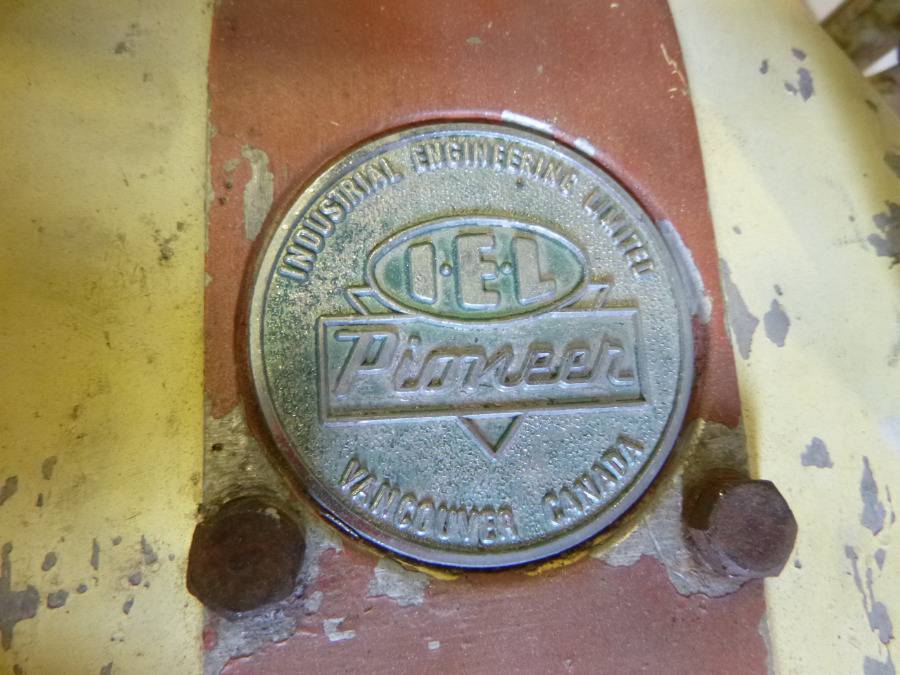 INDUSTRIAL ENGINEERING LIMITED
I·E·L
Pioneer
VANCOUVER CANADA